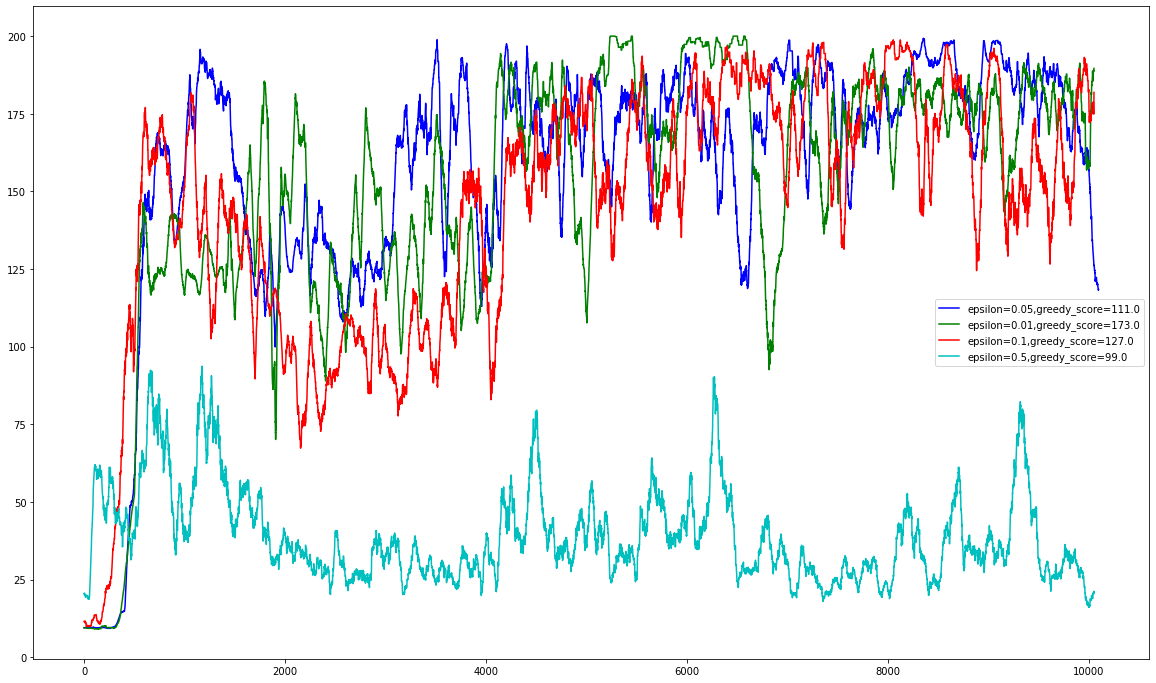 200
175
150
125
100
75
50
25
0
epsilon=0.05,greedy_score=111.0
epsilon=0.01,greedy_score=173.0
epsilon=0.1,greedy_score=127.0
epsilon=0.5,greedy_score=99.0
0 2000 4000 6000 8000 10000